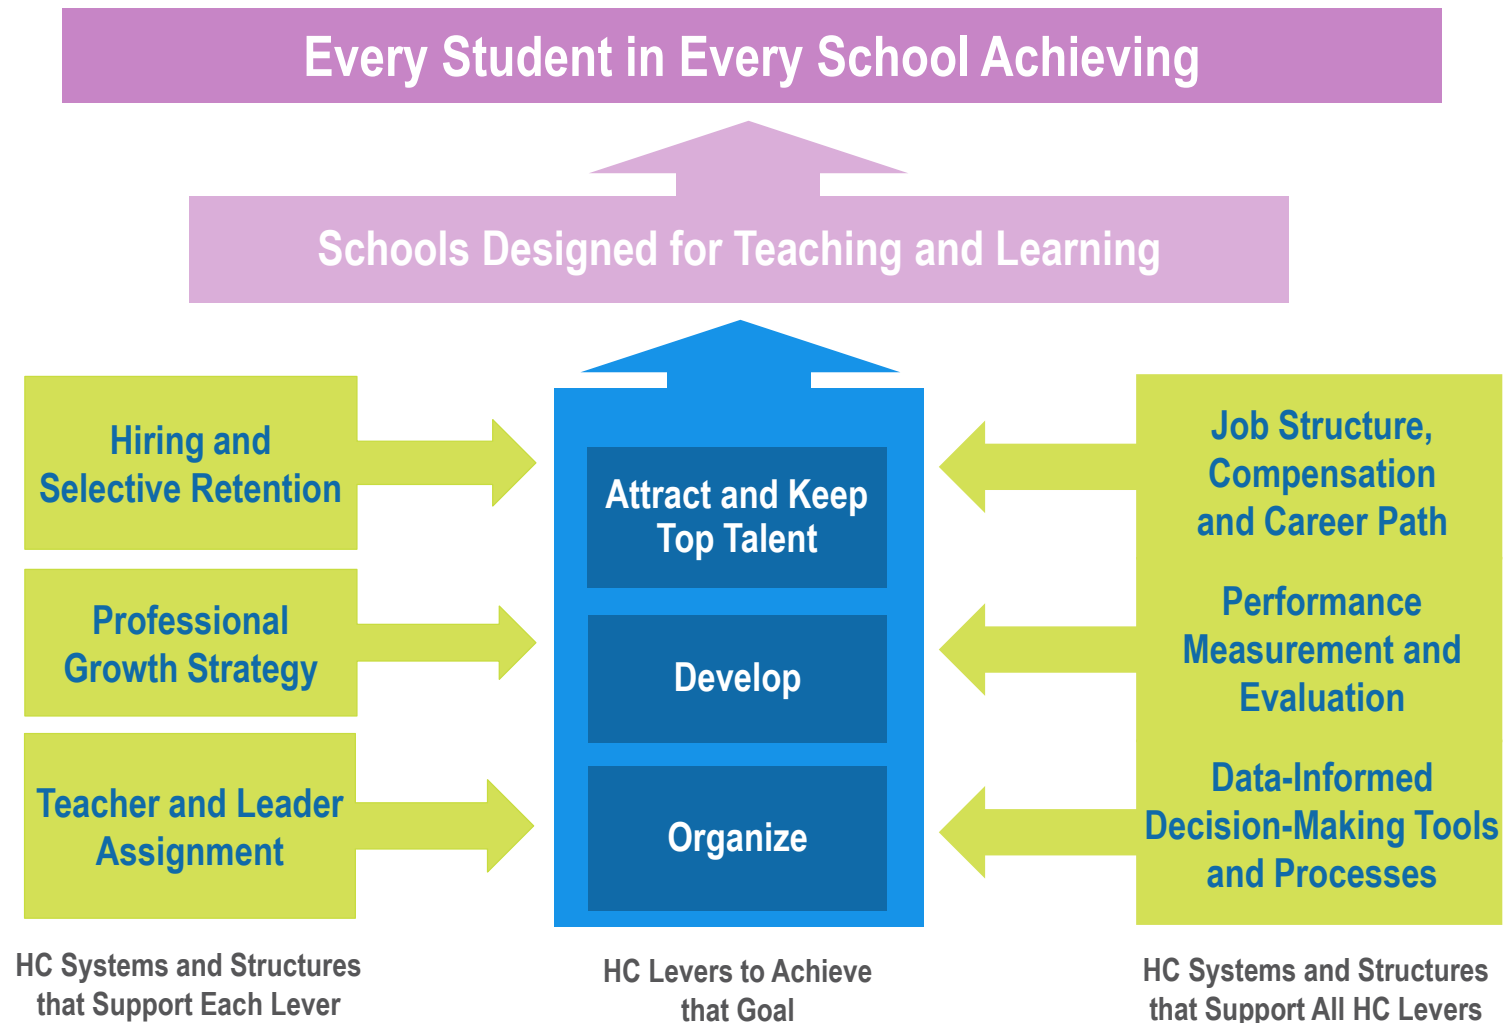 Every Student in Every School Achieving
Schools Designed for Teaching and Learning
Hiring and
Selective Retention
Professional
Growth Strategy
Teacher and Leader
Assignment
HC Systems and Structures
that Support Each Lever
Attract and Keep
Top Talent
Develop
Organize
HC Levers to Achieve
that Goal
Job Structure,
Compensation
and Career Path
Performance
Measurement and
Evaluation
Data-Informed
Decision-Making Tools
and Processes
HC Systems and Structures
that Support All HC Levers